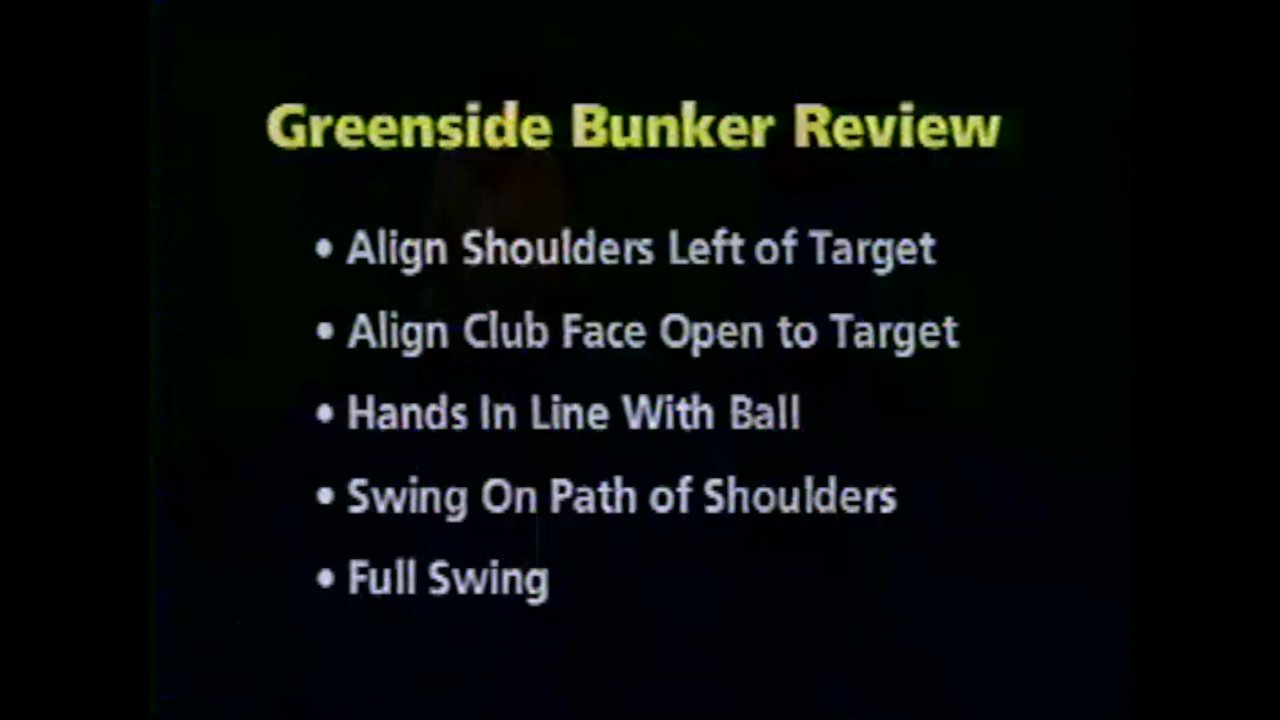 Greenside Bunker Review
• Align Shoulders Left of Target
• Align Club Face Open to Target
• Hands In Line With Ball
• Swing On Path of Shoulders
• Full Swing